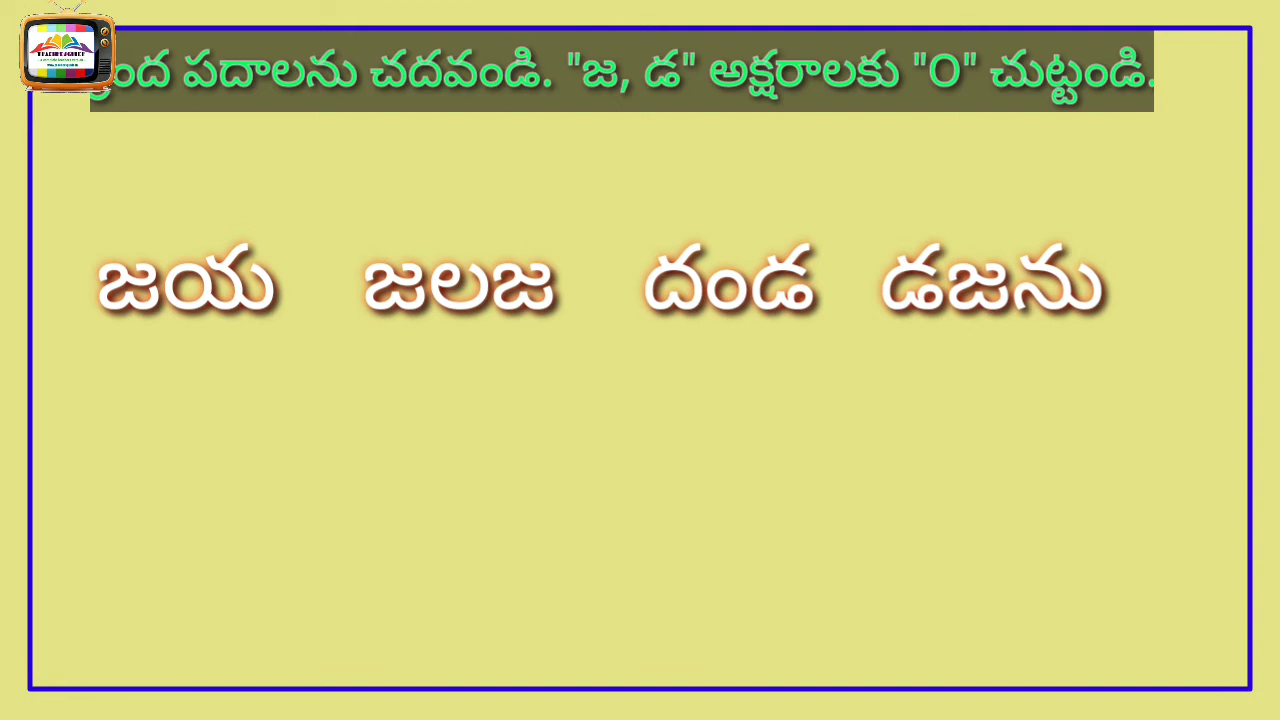 పదాలను చదవండి. "జ, డ" అక్షరాలకు "O" చుట్టండి.
జయ జలజ దండ డజను